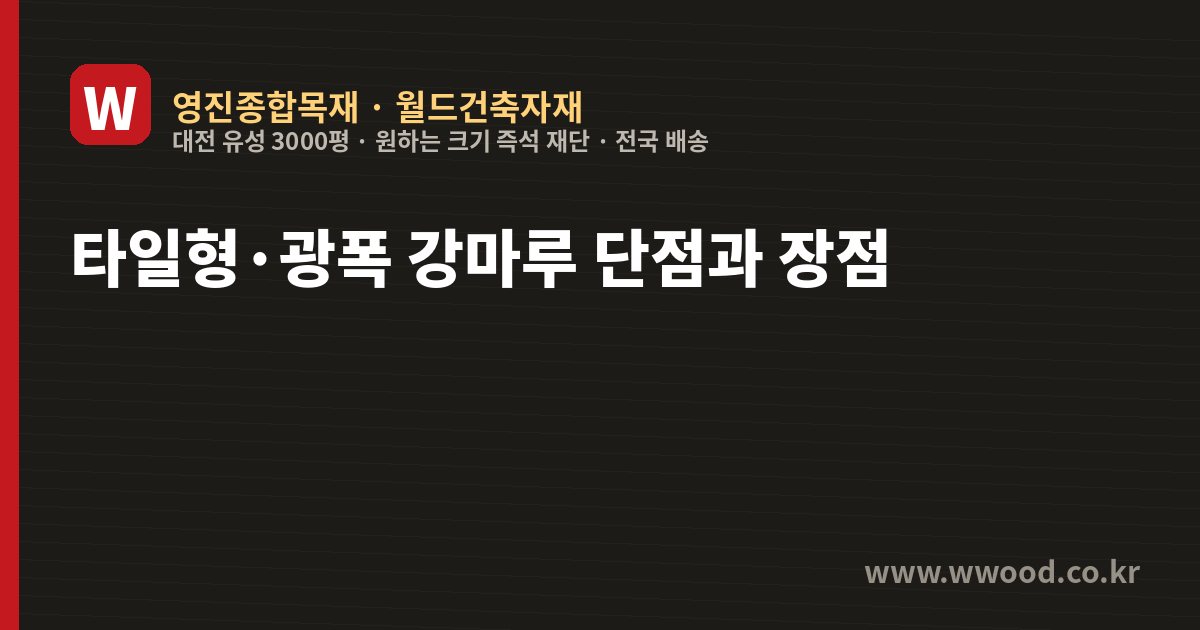 W
영진종합목재 · 월드건축자재
대전 유성 3000평 · 원하는 크기 즉석 재단 · 전국 배송
타일형·광폭 강마루 단점과 장점
www.wwood.co.kr